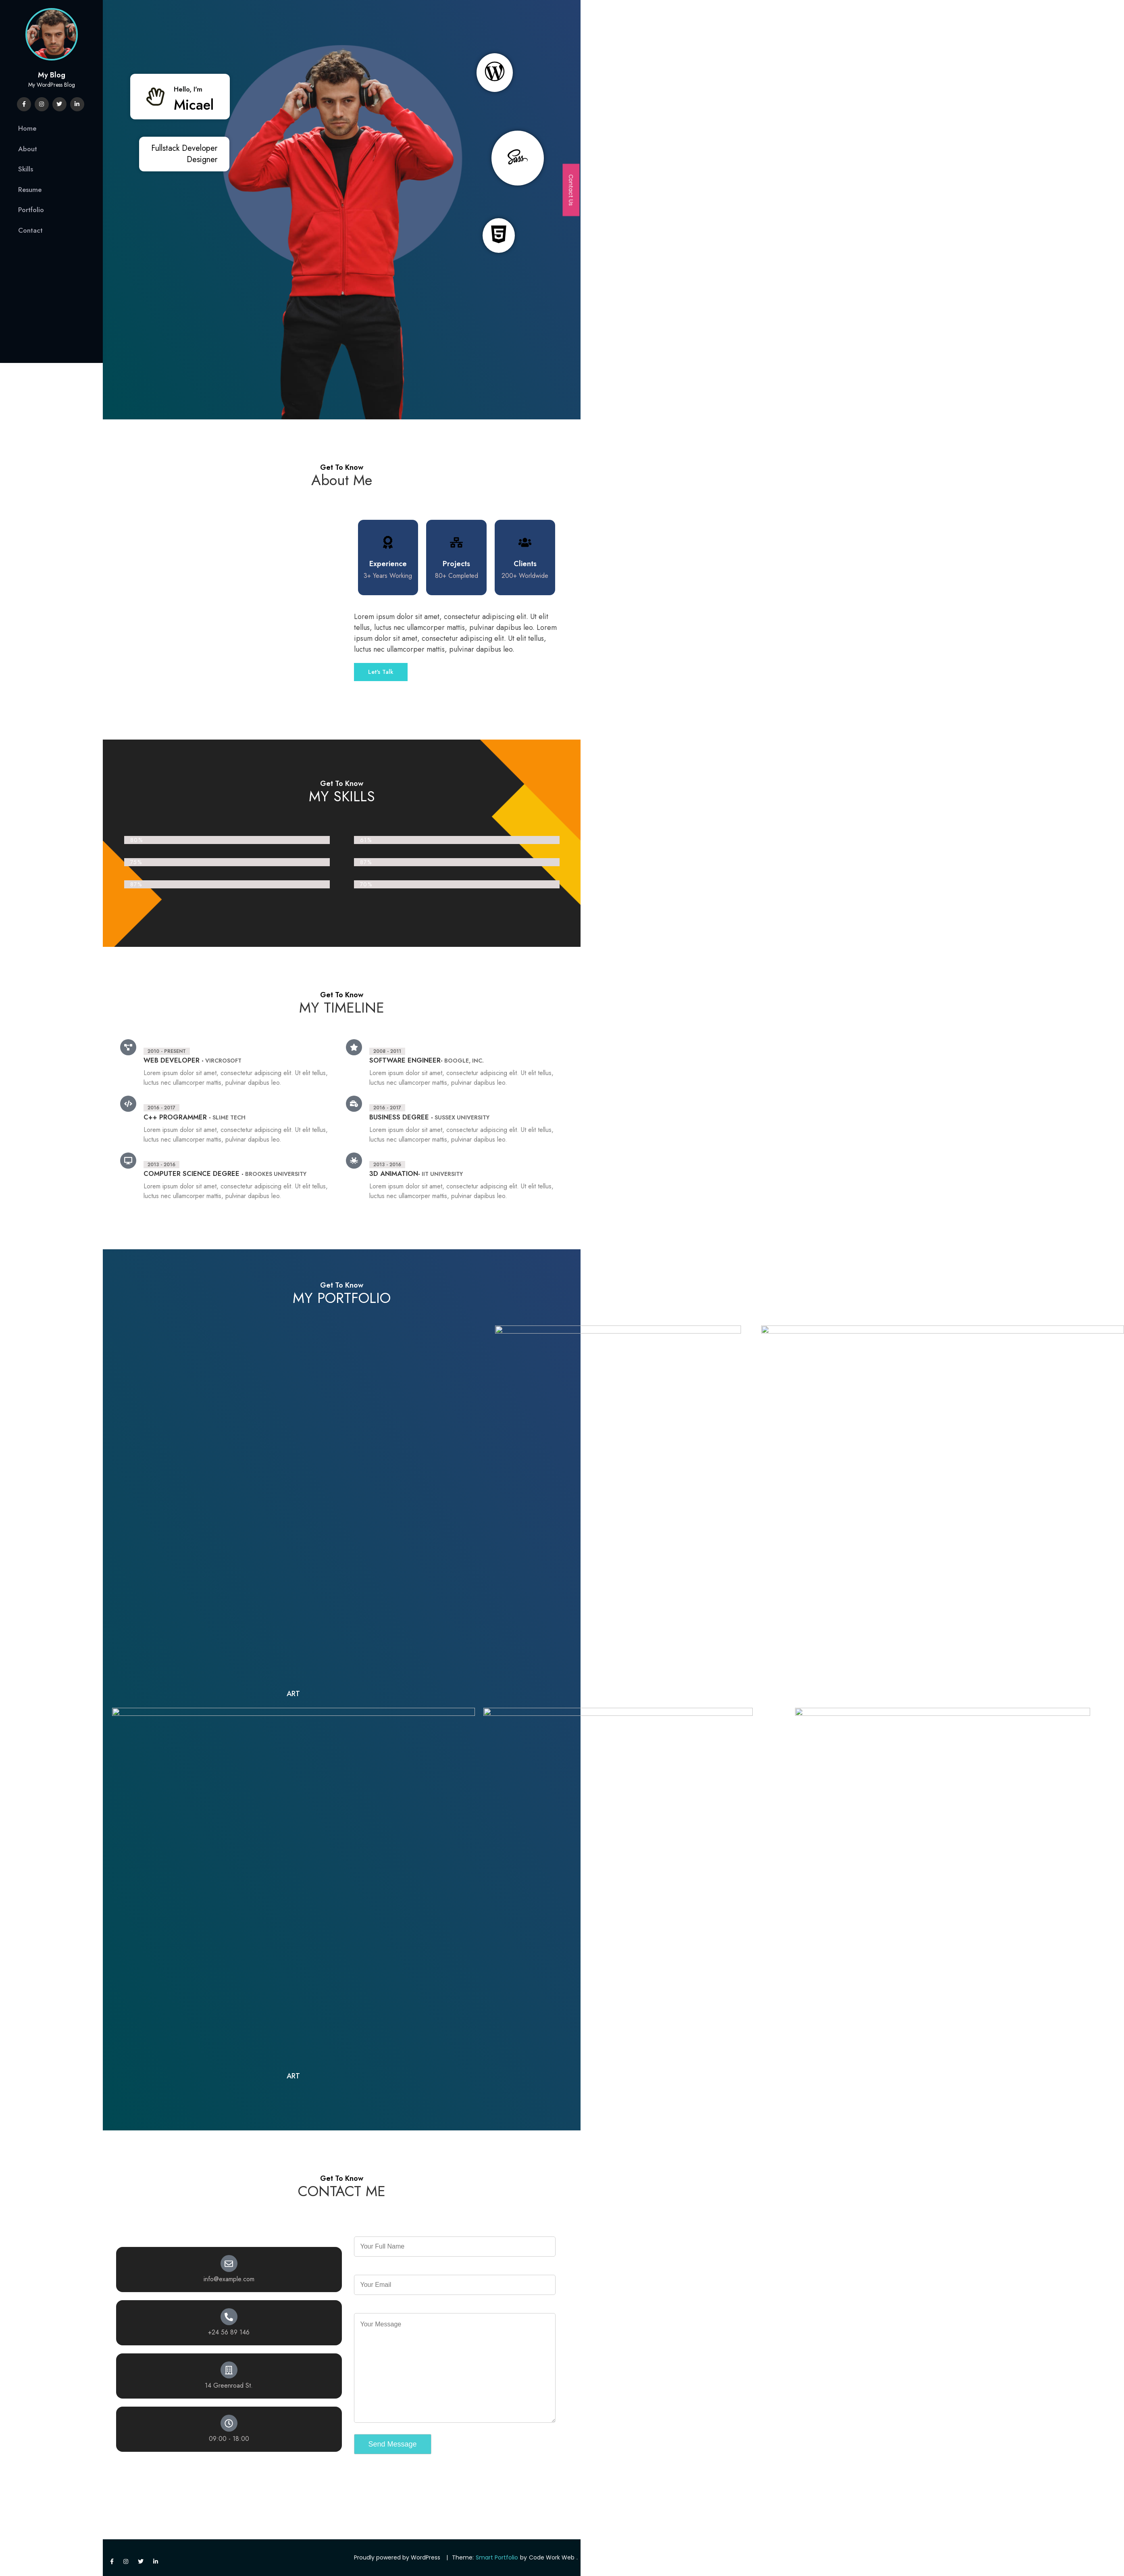 My Blog
My WordPress Blog
Home
About
Skills
Resume
Portfolio
Contact
Hello, I'm
Micael
Fullstack Developer
Designer
Contact Us
Get To Know
About Me
Experience
3+ Years Working
Projects
80+ Completed
Clients
200+ Worldwide
Lorem ipsum dolor sit amet, consectetur adipiscing elit. Ut elit
tellus, luctus nec ullamcorper mattis, pulvinar dapibus leo. Lorem
ipsum dolor sit amet, consectetur adipiscing elit. Ut elit tellus,
luctus nec ullamcorper mattis, pulvinar dapibus leo.
Let's Talk
Get To Know
MY SKILLS
Get To Know
MY TIMELINE
2010 - PRESENT
WEB DEVELOPER - VIRCROSOFT
Lorem ipsum dolor sit amet, consectetur adipiscing elit. Ut elit tellus,
luctus nec ullamcorper mattis, pulvinar dapibus leo.
2008 - 2011
SOFTWARE ENGINEER- BOOGLE, INC.
Lorem ipsum dolor sit amet, consectetur adipiscing elit. Ut elit tellus,
luctus nec ullamcorper mattis, pulvinar dapibus leo.
2016 - 2017
C++ PROGRAMMER - SLIME TECH
Lorem ipsum dolor sit amet, consectetur adipiscing elit. Ut elit tellus,
luctus nec ullamcorper mattis, pulvinar dapibus leo.
2016 - 2017
BUSINESS DEGREE - SUSSEX UNIVERSITY
Lorem ipsum dolor sit amet, consectetur adipiscing elit. Ut elit tellus,
luctus nec ullamcorper mattis, pulvinar dapibus leo.
2013 - 2016
COMPUTER SCIENCE DEGREE - BROOKES UNIVERSITY
Lorem ipsum dolor sit amet, consectetur adipiscing elit. Ut elit tellus,
luctus nec ullamcorper mattis, pulvinar dapibus leo.
2013 - 2016
3D ANIMATION- IIT UNIVERSITY
Lorem ipsum dolor sit amet, consectetur adipiscing elit. Ut elit tellus,
luctus nec ullamcorper mattis, pulvinar dapibus leo.
Get To Know
MY PORTFOLIO
ART
ART
Get To Know
CONTACT ME
info@example.com
+24 56 89 146
14 Greenroad St.
09:00 - 18:00
Your Full Name
Your Email
Your Message
Send Message
Proudly powered by WordPress | Theme: Smart Portfolio by Code Work Web .